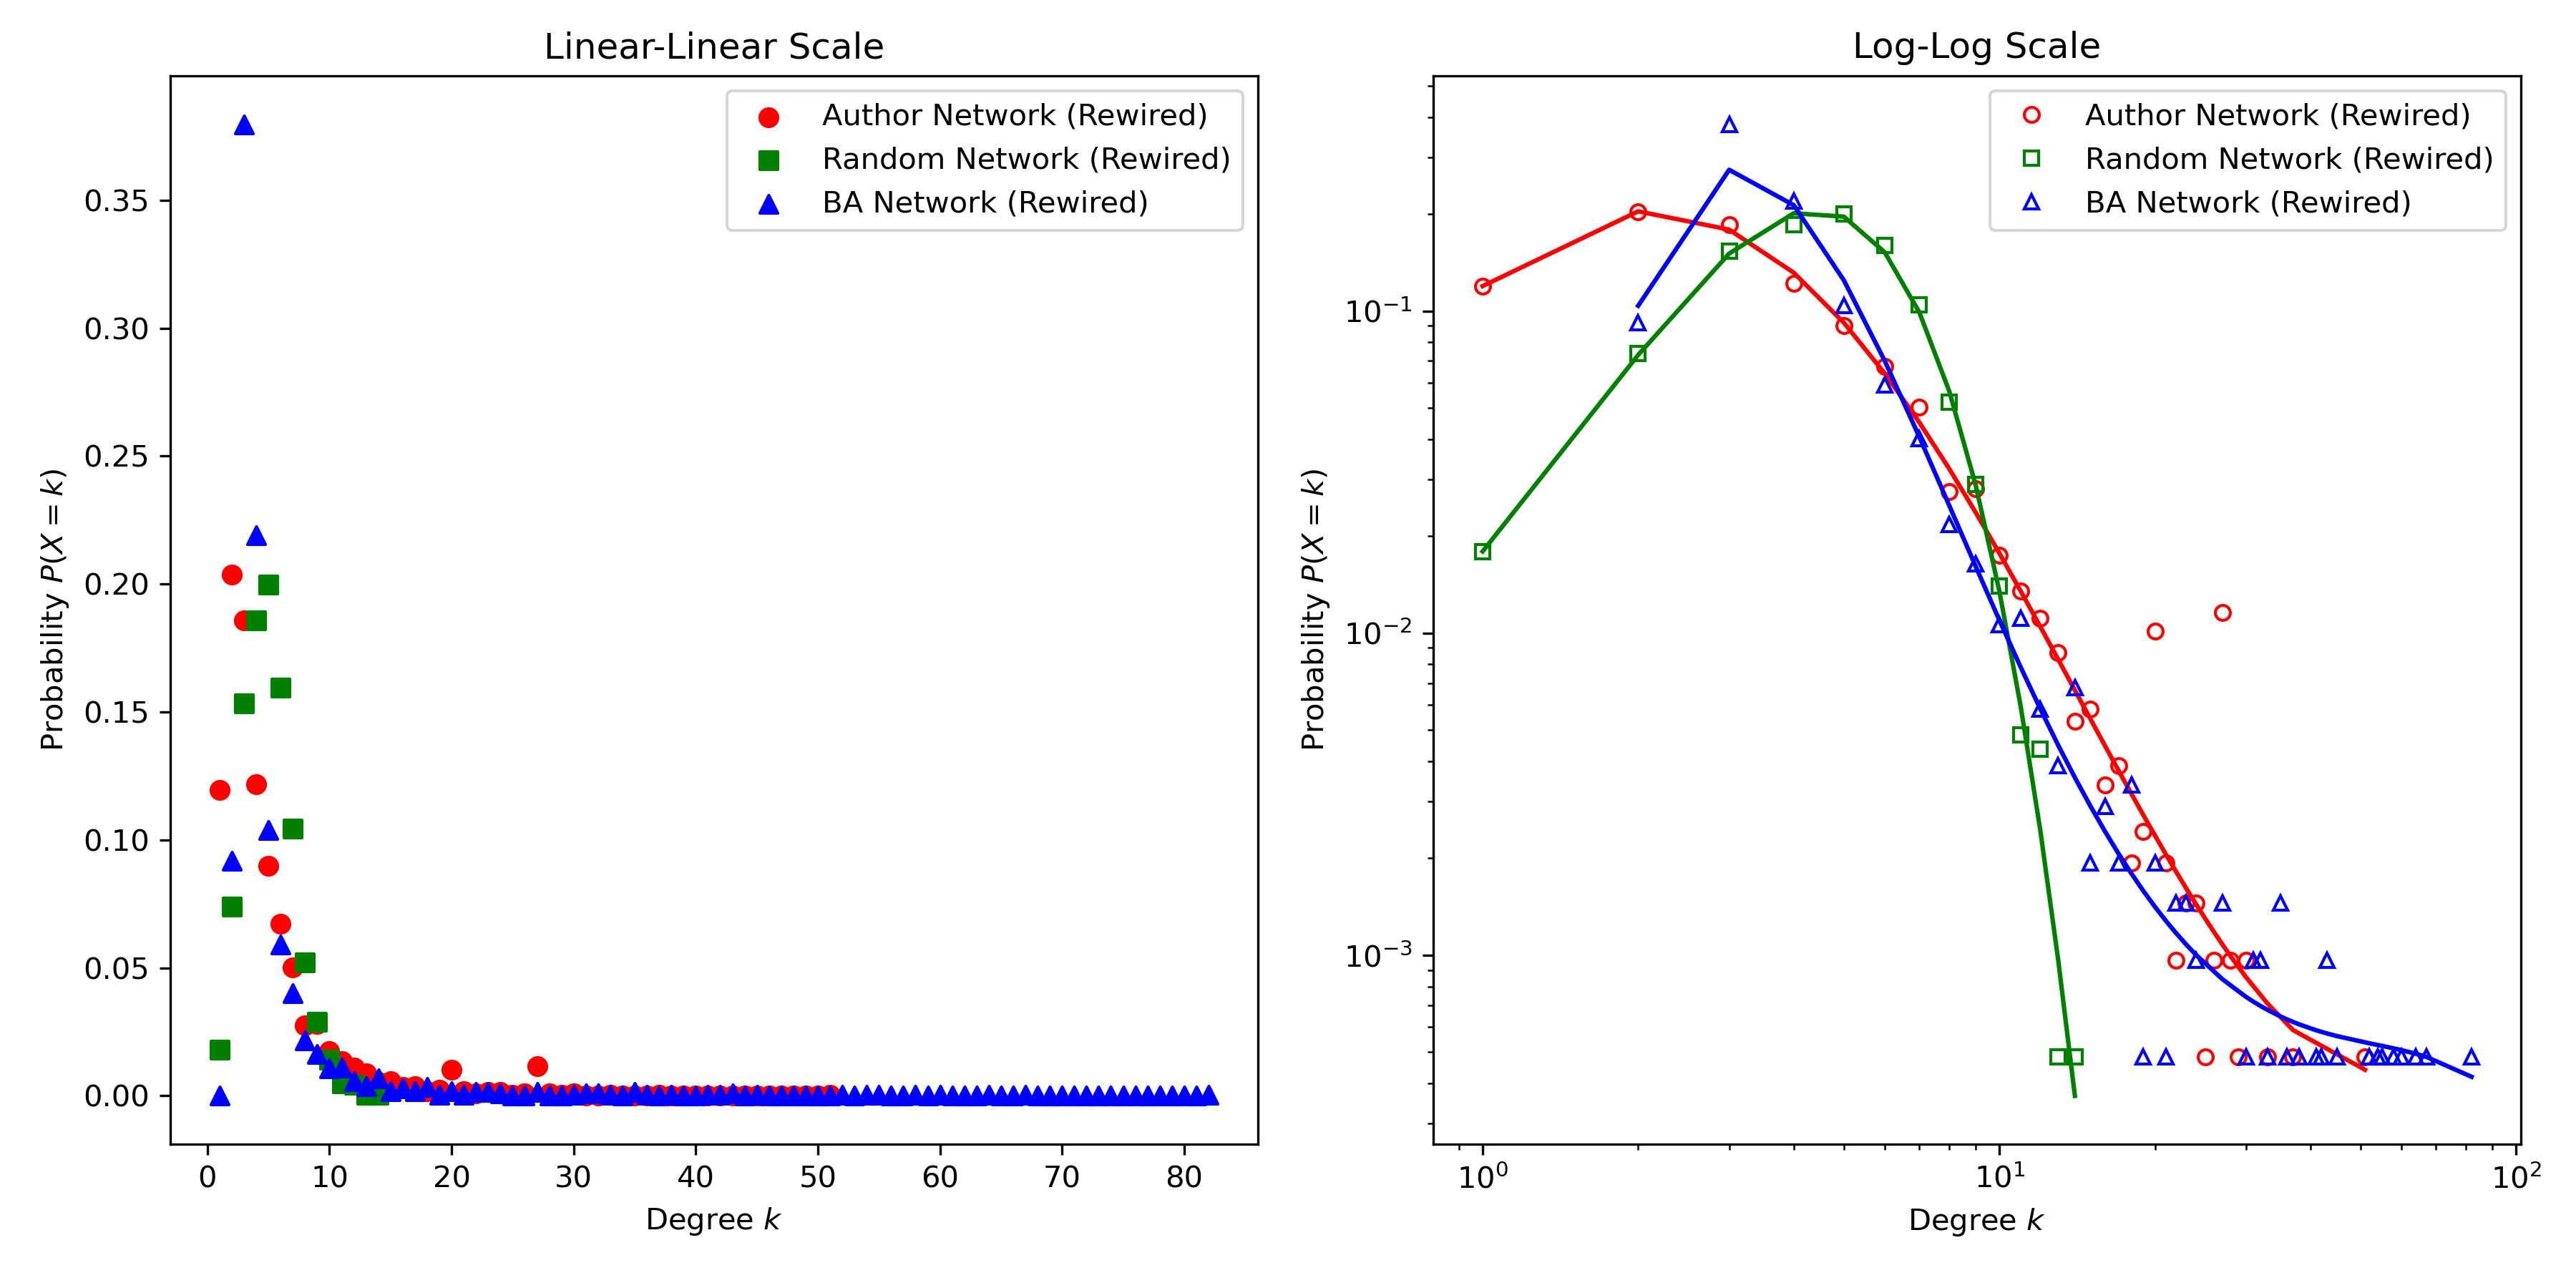 Linear-Linear Scale
Author Network (Rewired)
Random Network (Rewired)
BA Network (Rewired)
Probability P(X = k)
0.35
0.30
0.25
0.20
0.15
0.10
0.05
0.00
0 10 20 30 40 50 60 70 80
Degree k
Log-Log Scale
Author Network (Rewired)
Random Network (Rewired)
BA Network (Rewired)
Probability P(X = k)
10⁻¹
10⁻²
10⁻³
10⁰ 10¹ 10²
Degree k